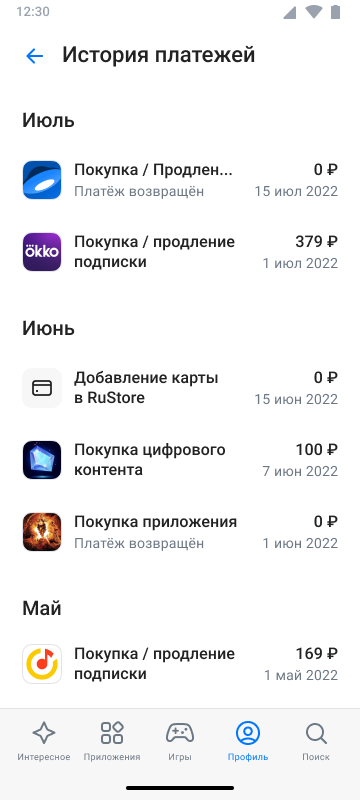 12:30
История платежей
Июль
Покупка / Продлен... 0 ₽
Платёж возвращён 15 июл 2022
okko
Покупка / продление 379 ₽
подписки 1 июл 2022
Июнь
Добавление карты 0 ₽
в RuStore 15 июн 2022
Покупка цифрового 100 ₽
контента 7 июн 2022
Покупка приложения 0 ₽
Платёж возвращён 1 июн 2022
Май
Покупка / продление 169 ₽
подписки 1 май 2022
Интересное Приложения Игры Профиль Поиск